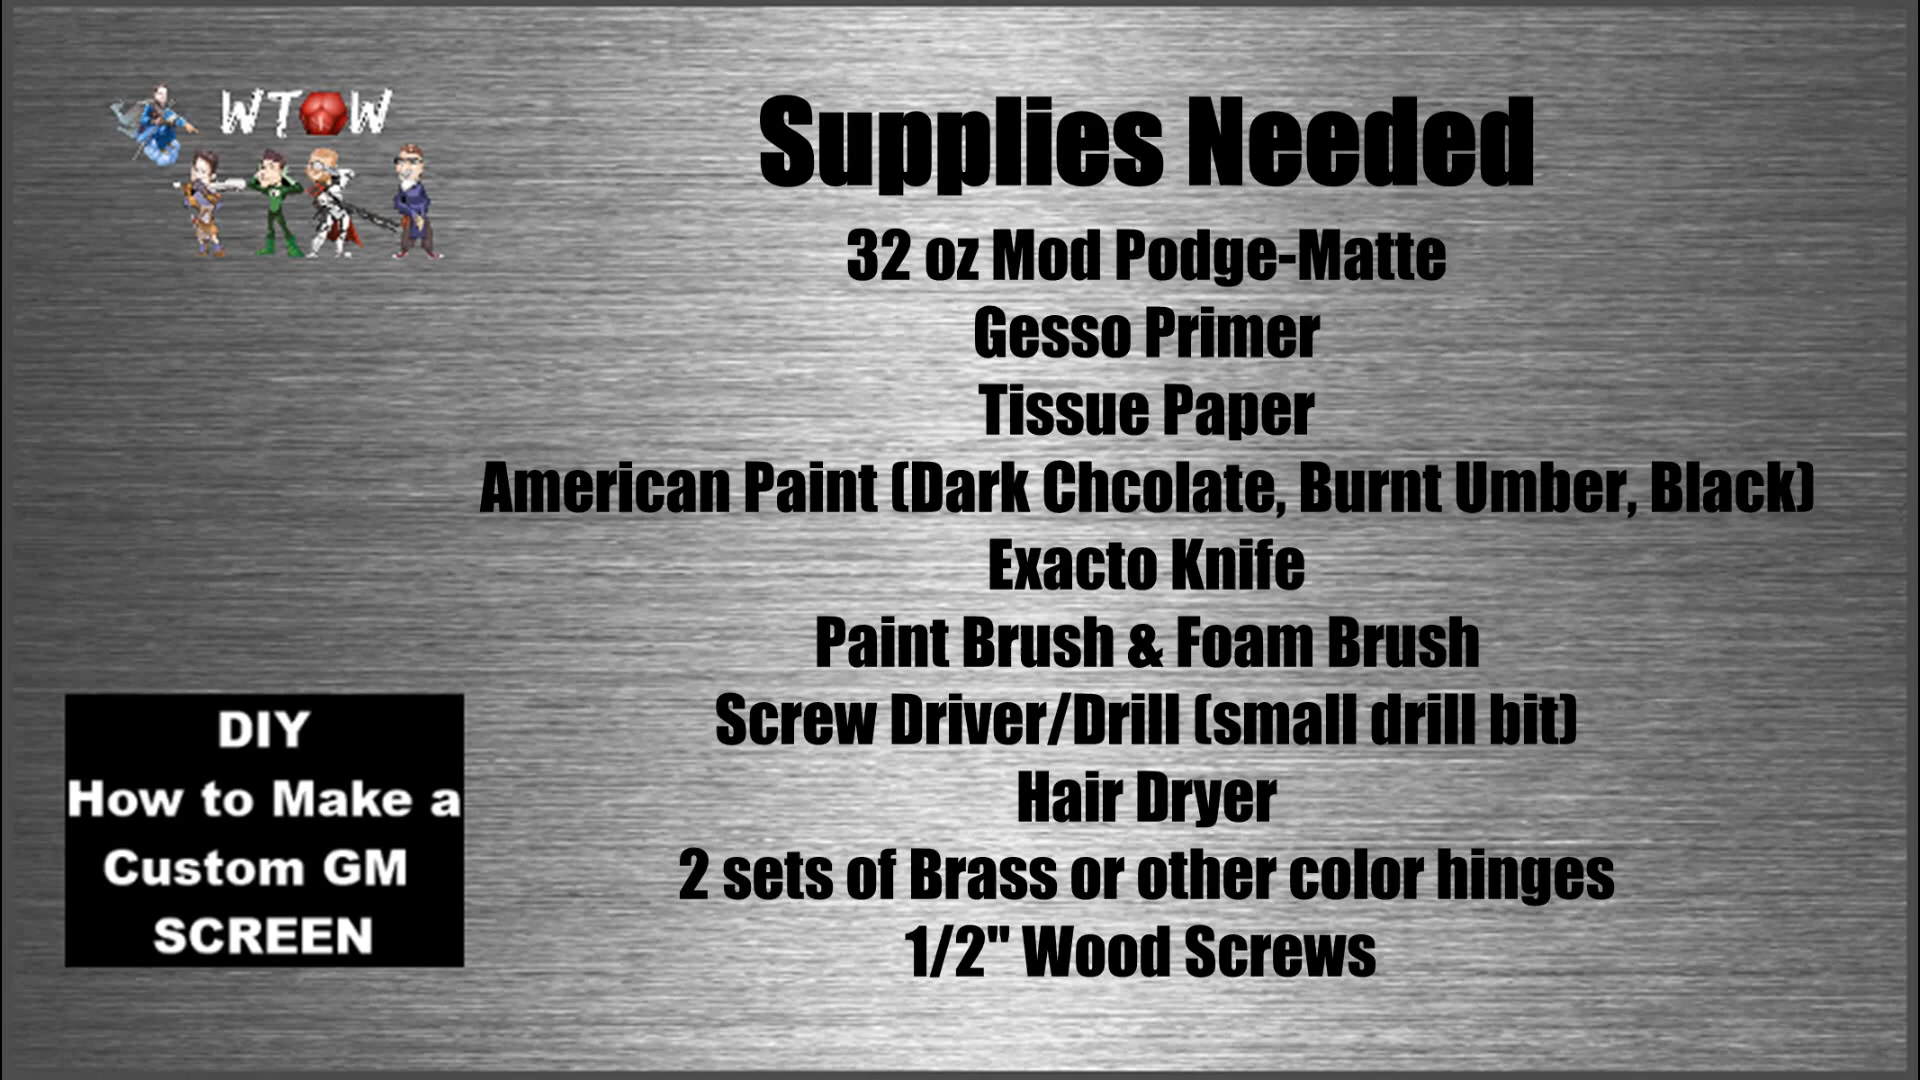 WTOW
Supplies Needed
32 oz Mod Podge-Matte
Gesso Primer
Tissue Paper
American Paint (Dark Chcolate, Burnt Umber, Black)
Exacto Knife
Paint Brush & Foam Brush
Screw Driver/Drill (small drill bit)
Hair Dryer
2 sets of Brass or other color hinges
1/2" Wood Screws
DIY
How to Make a
Custom GM
SCREEN